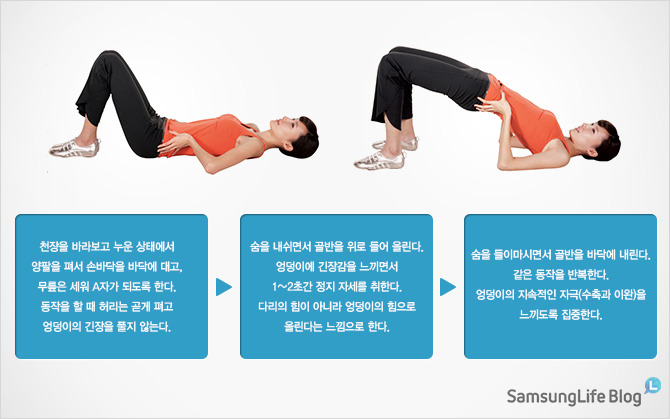 천장을 바라보고 누운 상태에서
양팔을 펴서 손바닥을 바닥에 대고,
무릎은 세워 A자가 되도록 한다.
동작을 할 때 허리는 곧게 펴고
엉덩이의 긴장을 풀지 않는다.
숨을 내쉬면서 골반을 위로 들어 올린다.
엉덩이에 긴장감을 느끼면서
1~2초간 정지 자세를 취한다.
다리의 힘이 아니라 엉덩이의 힘으로
올린다는 느낌으로 한다.
숨을 들이마시면서 골반을 바닥에 내린다.
같은 동작을 반복한다.
엉덩이의 지속적인 자극(수축과 이완)을
느끼도록 집중한다.
SamsungLife Blog L